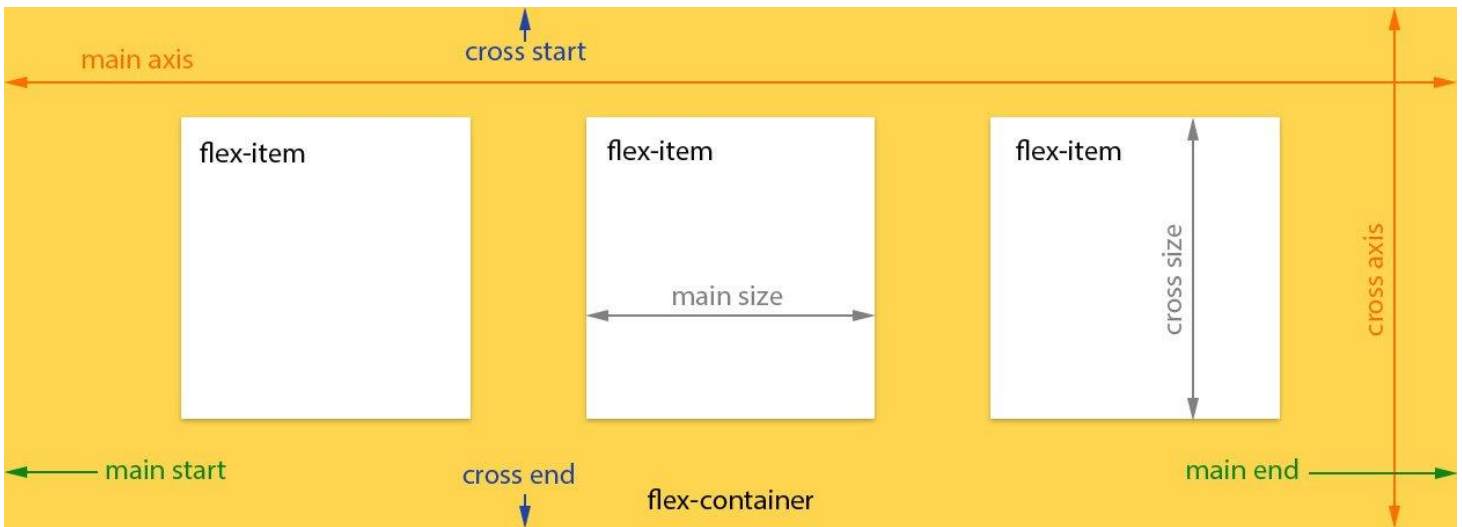 cross start
main axis
flex-item
flex-item
flex-item
cross size
cross axis
main size
main start
cross end
main end
flex-container